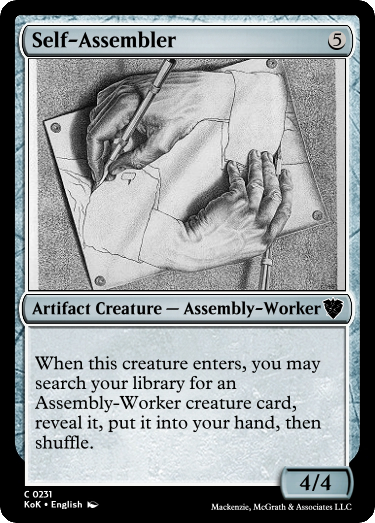 Self-Assembler 5
Artifact Creature — Assembly-Worker
When this creature enters, you may
search your library for an
Assembly-Worker creature card,
reveal it, put it into your hand, then
shuffle.
4/4
C 0231
KoK • English
Mackenzie, McGrath & Associates LLC